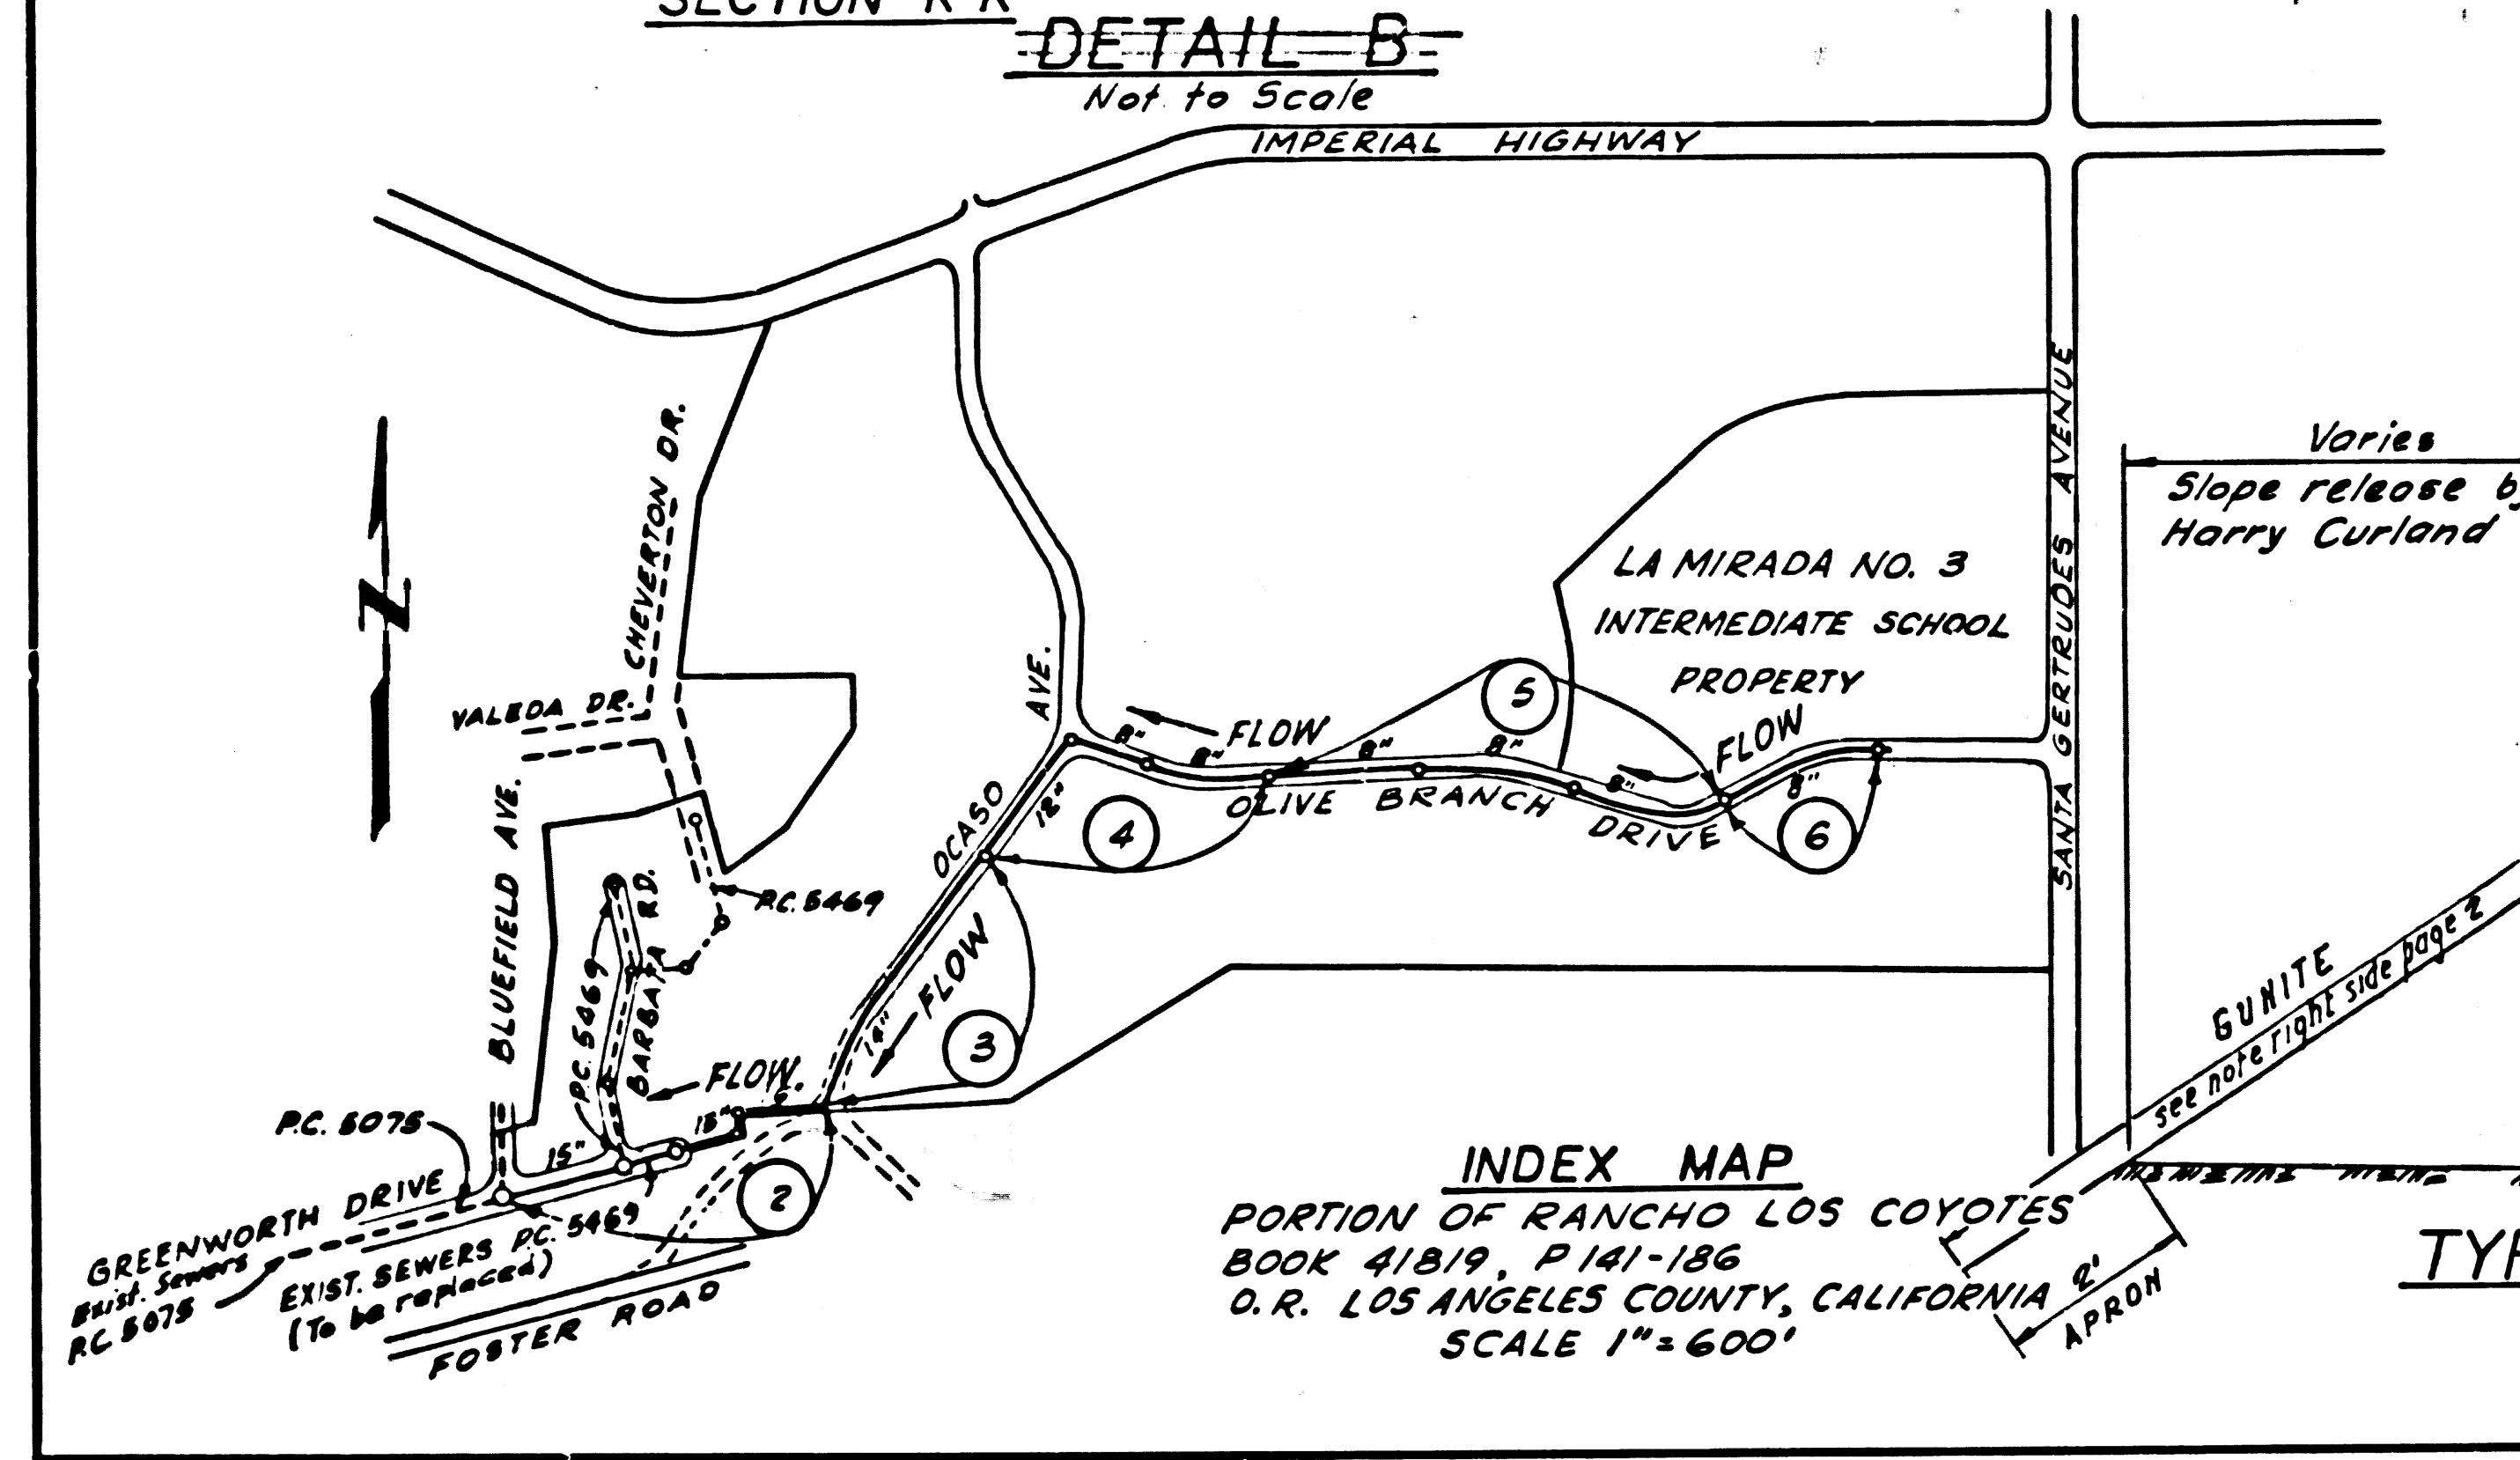 SECTION R-R
DETAIL B
Not to Scale
IMPERIAL HIGHWAY
SANTA GERTRUDES AVENUE
Varies
Slope release
Harry Curland
CHEVERTON DR.
LA MIRADA NO. 3
INTERMEDIATE SCHOOL
PROPERTY
N
VALEDA DR.
AVE.
5
FLOW
FLOW
8"
8"
8"
8"
8"
8"
OLIVE BRANCH DRIVE
OCASO
4
6
BLUEFIELD AVE.
P.C. 5469
BARBATA RD.
P.C. 5469
FLOW
3
FLOW
15"
15"
P.C. 5075
2
GREENWORTH DRIVE
Exist. Sewers
P.C. 5075
EXIST. SEWERS P.C. 5469
(To be replaced)
FOSTER ROAD
GUNITE
see note right side page 2
INDEX MAP
PORTION OF RANCHO LOS COYOTES
BOOK 41819, P 141-186
O.R. LOS ANGELES COUNTY, CALIFORNIA
SCALE 1"=600'
2'
APRON